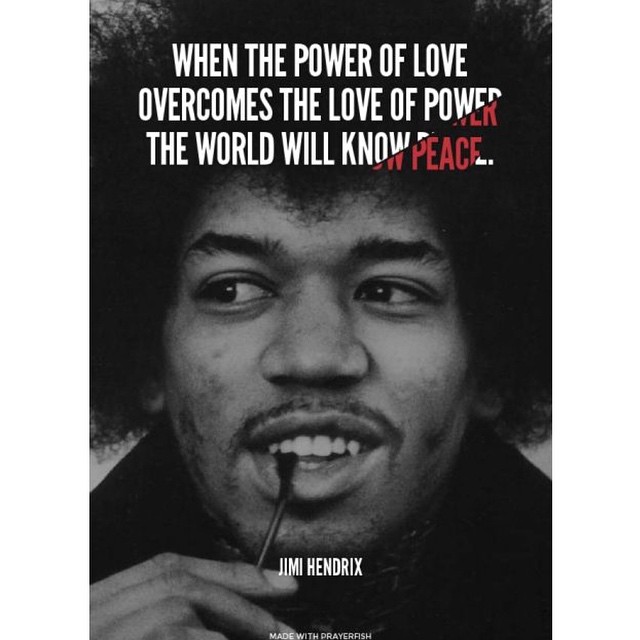 WHEN THE POWER OF LOVE
OVERCOMES THE LOVE OF POWER
THE WORLD WILL KNOW PEACE.
JIMI HENDRIX
MADE WITH PRAYERFISH